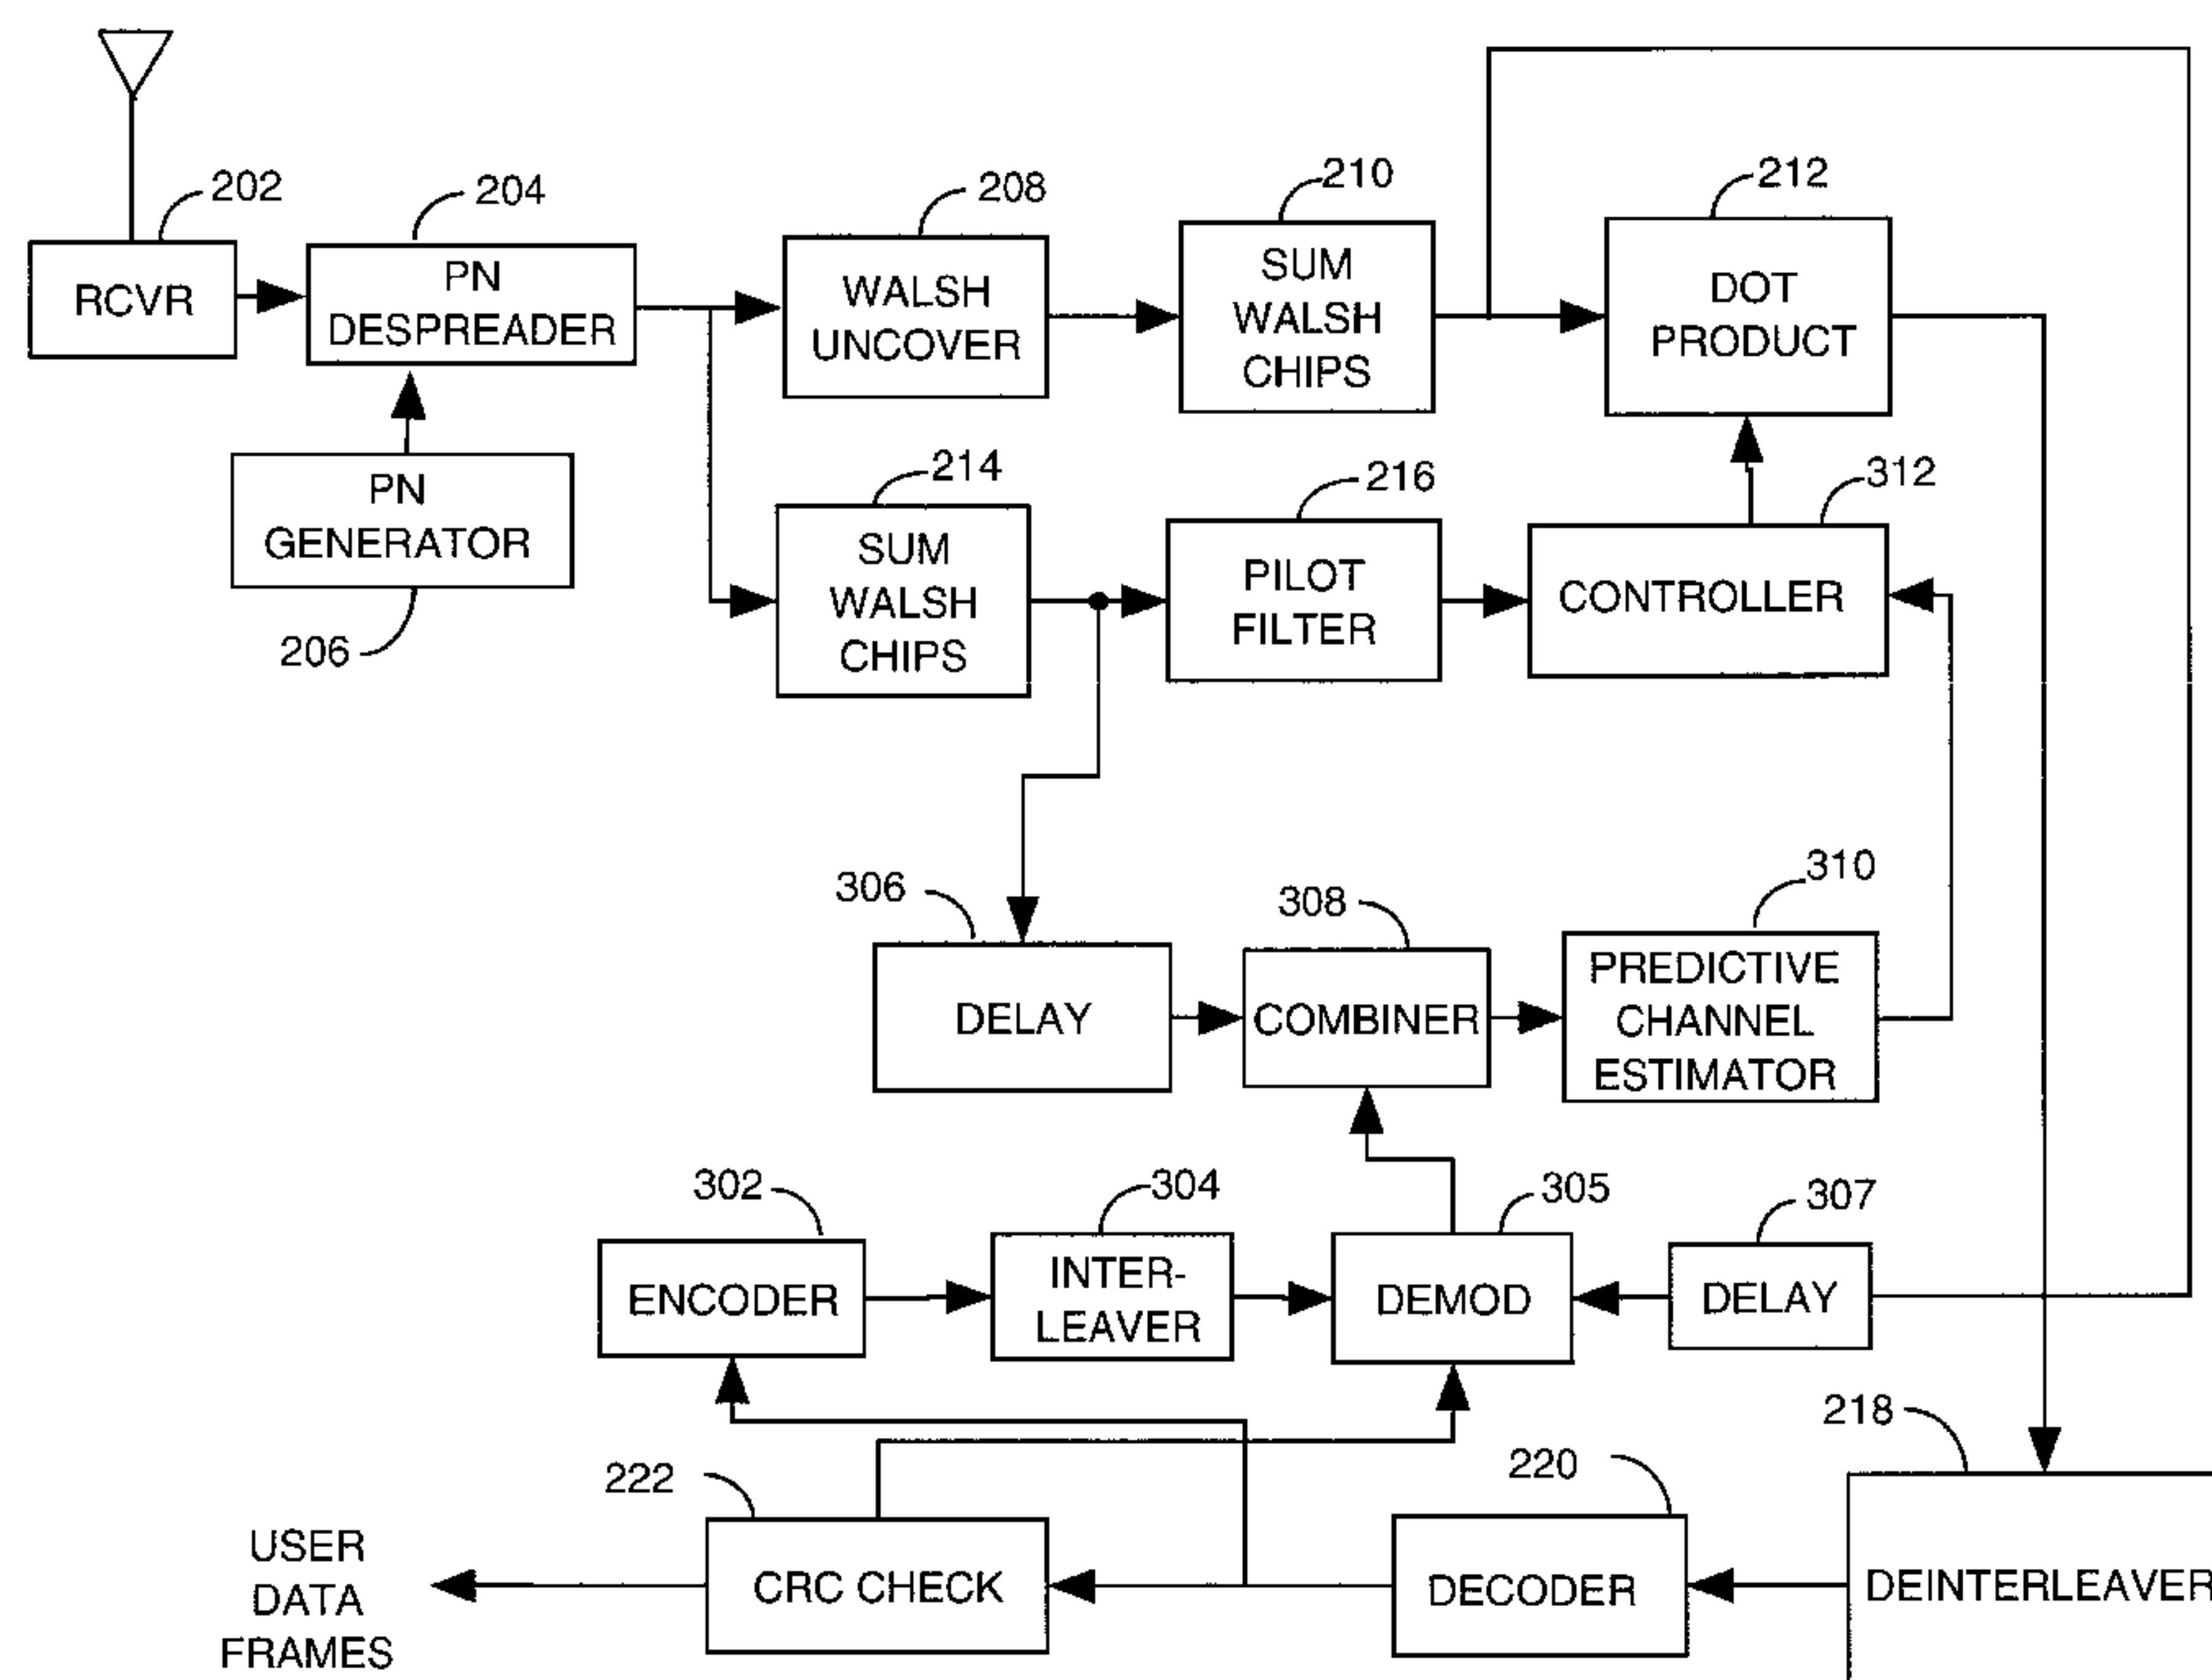 202
204
208
210
212
RCVR
PN
DESPREADER
WALSH
UNCOVER
SUM
WALSH
CHIPS
DOT
PRODUCT
PN
GENERATOR
206
214
216
312
SUM
WALSH
CHIPS
PILOT
FILTER
CONTROLLER
306
308
310
DELAY
COMBINER
PREDICTIVE
CHANNEL
ESTIMATOR
302
304
305
307
ENCODER
INTER-
LEAVER
DEMOD
DELAY
222
220
218
USER
DATA
FRAMES
CRC CHECK
DECODER
DEINTERLEAVER